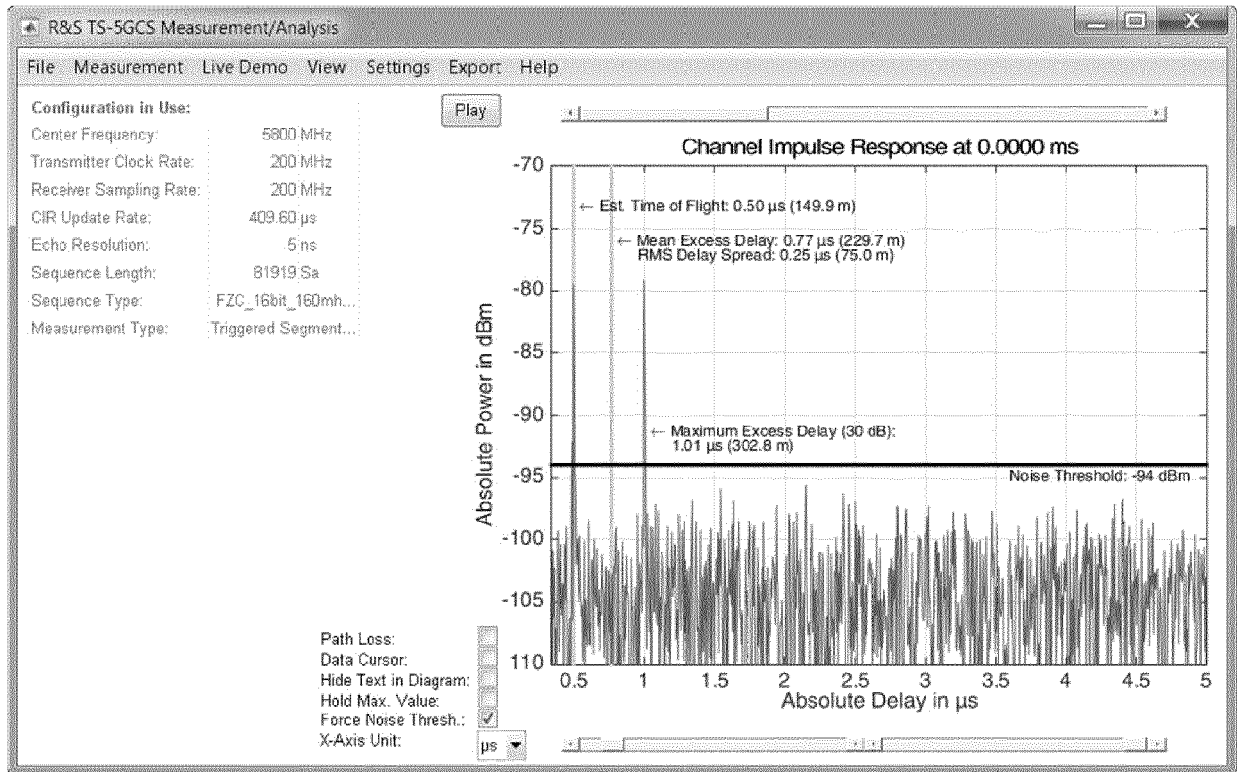 R&S TS-5GCS Measurement/Analysis
File Measurement Live Demo View Settings Export Help
Configuration in Use:
Center Frequency: 5800 MHz
Transmitter Clock Rate: 200 MHz
Receiver Sampling Rate: 200 MHz
CIR Update Rate: 409.60 µs
Echo Resolution: 5 ns
Sequence Length: 81919 Sa
Sequence Type: FZC_16bit_160mh...
Measurement Type: Triggered Segment...
Play
Channel Impulse Response at 0.0000 ms
Absolute Power in dBm
-70
-75
-80
-85
-90
-95
-100
-105
110
← Est. Time of Flight: 0.50 µs (149.9 m)
← Mean Excess Delay: 0.77 µs (229.7 m)
RMS Delay Spread: 0.25 µs (75.0 m)
← Maximum Excess Delay (30 dB):
1.01 µs (302.8 m)
Noise Threshold: -94 dBm
0.5 1 1.5 2 2.5 3 3.5 4 4.5 5
Absolute Delay in µs
Path Loss:
Data Cursor:
Hide Text in Diagram:
Hold Max. Value:
Force Noise Thresh.:
X-Axis Unit: µs